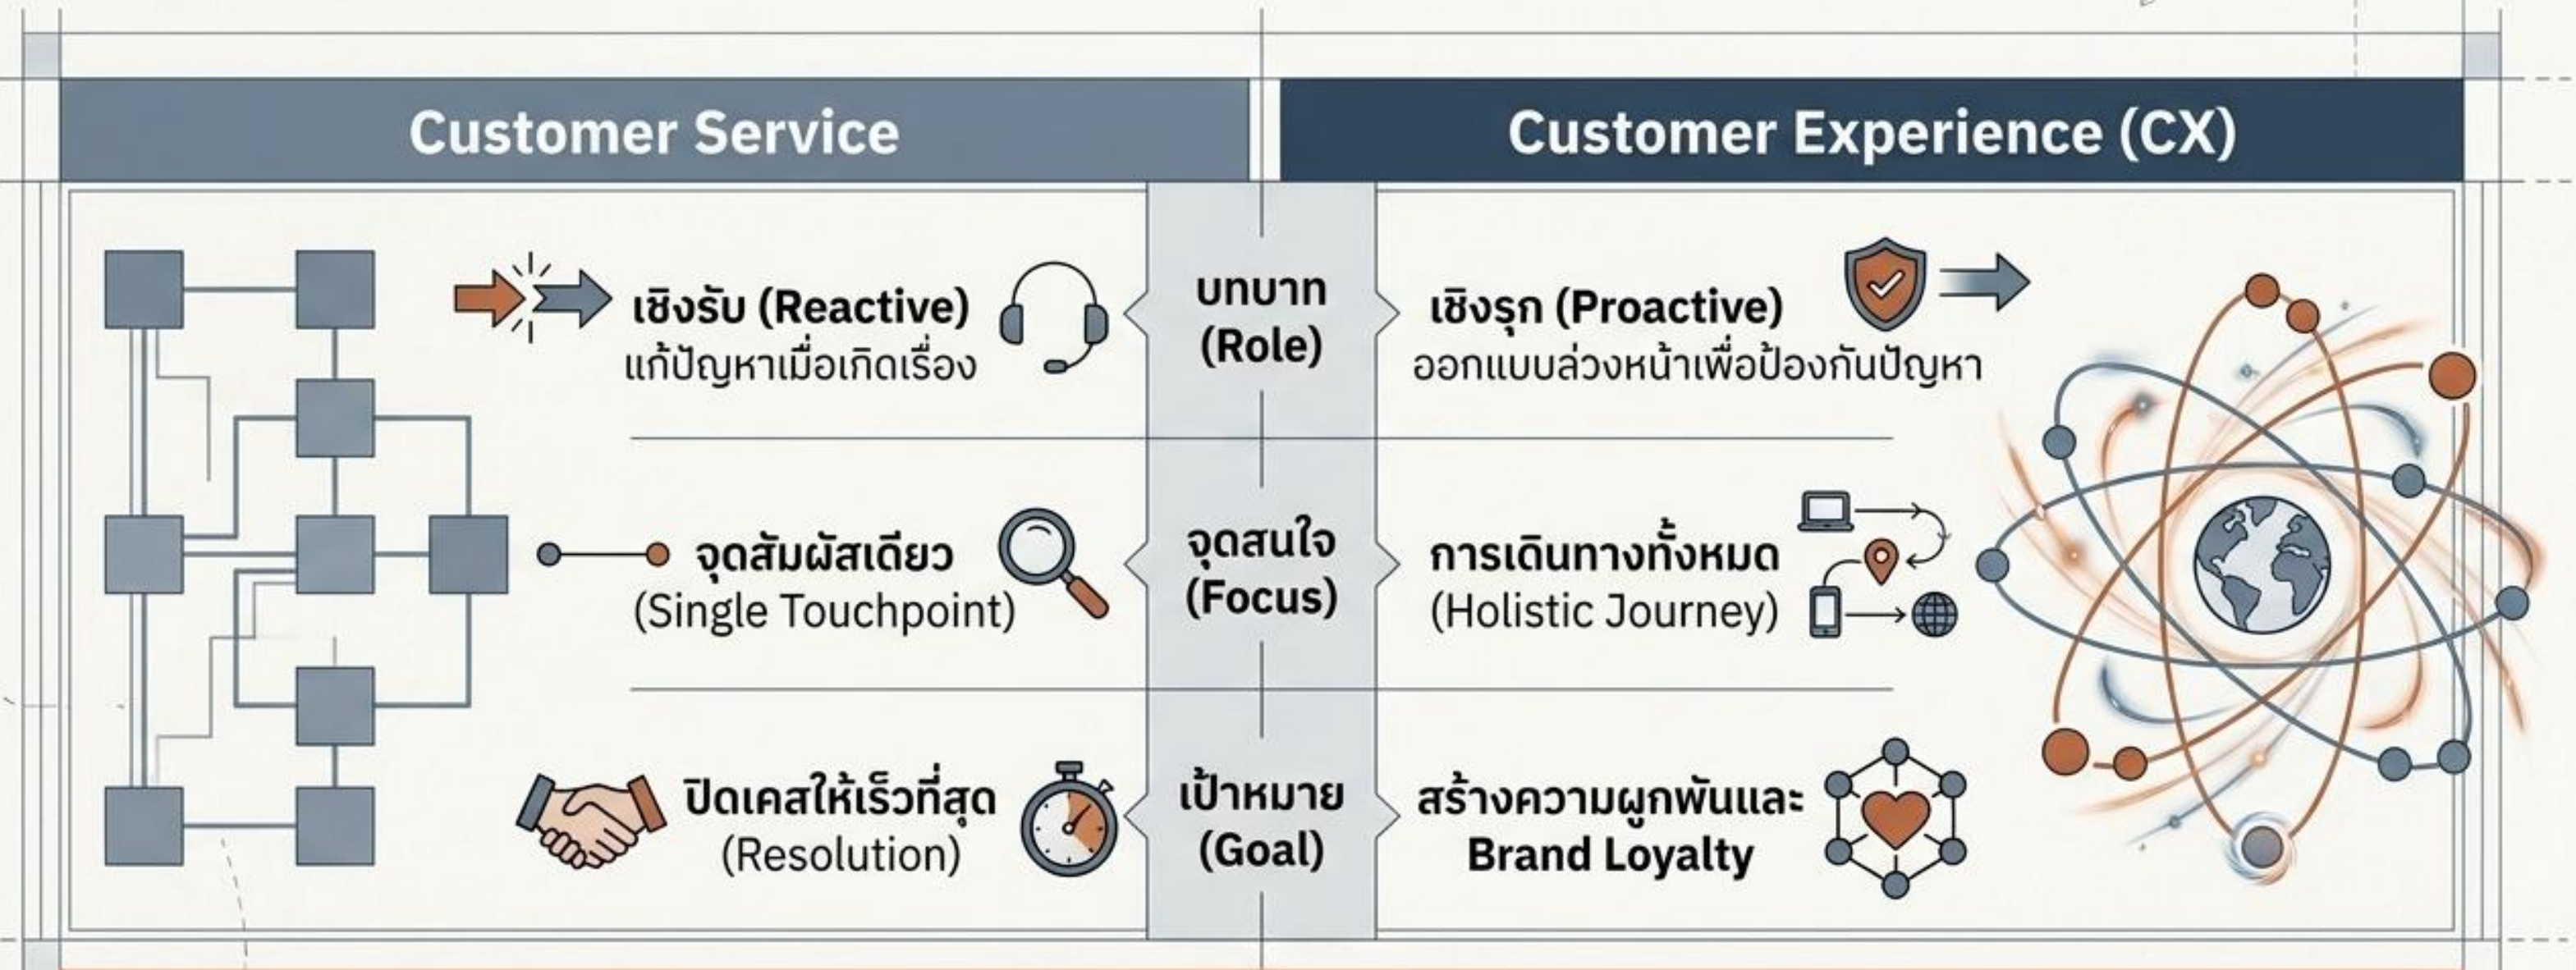 Customer Service
Customer Experience (CX)
เชิงรับ (Reactive)
แก้ปัญหาเมื่อเกิดเรื่อง
บทบาท
(Role)
เชิงรุก (Proactive)
ออกแบบล่วงหน้าเพื่อป้องกันปัญหา
จุดสัมผัสเดียว
(Single Touchpoint)
จุดสนใจ
(Focus)
การเดินทางทั้งหมด
(Holistic Journey)
ปิดเคสให้เร็วที่สุด
(Resolution)
เป้าหมาย
(Goal)
สร้างความผูกพันและ
Brand Loyalty